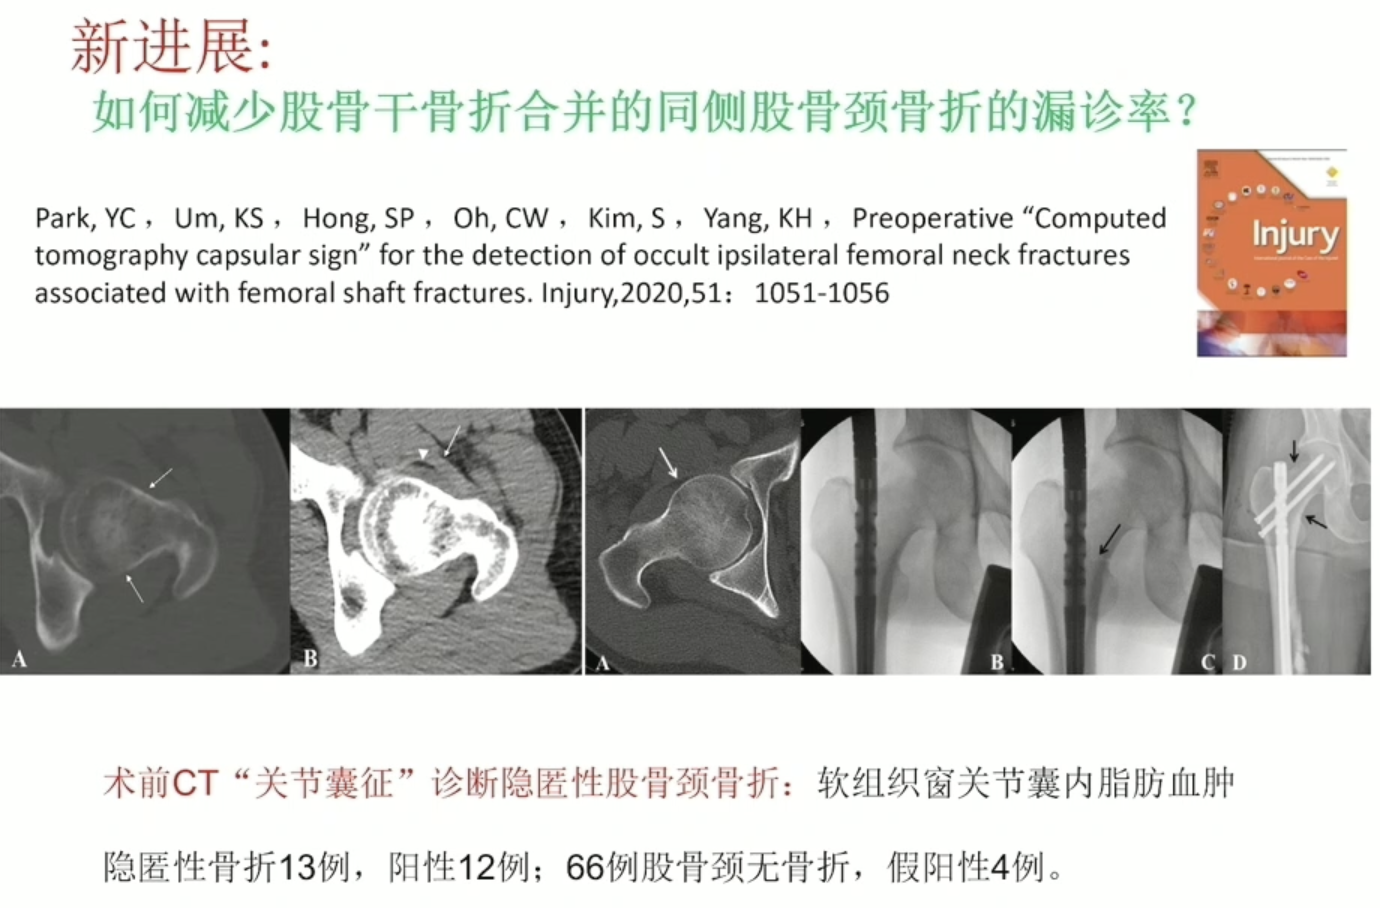 新进展:
如何减少股骨干骨折合并的同侧股骨颈骨折的漏诊率？
Park, YC ，Um, KS ，Hong, SP ，Oh, CW ，Kim, S ，Yang, KH ，Preoperative “Computed
tomography capsular sign” for the detection of occult ipsilateral femoral neck fractures
associated with femoral shaft fractures. Injury,2020,51： 1051-1056
Injury
A B A B C D
术前CT“关节囊征”诊断隐匿性股骨颈骨折：软组织窗关节囊内脂肪血肿
隐匿性骨折13例，阳性12例；66例股骨颈无骨折，假阳性4例。